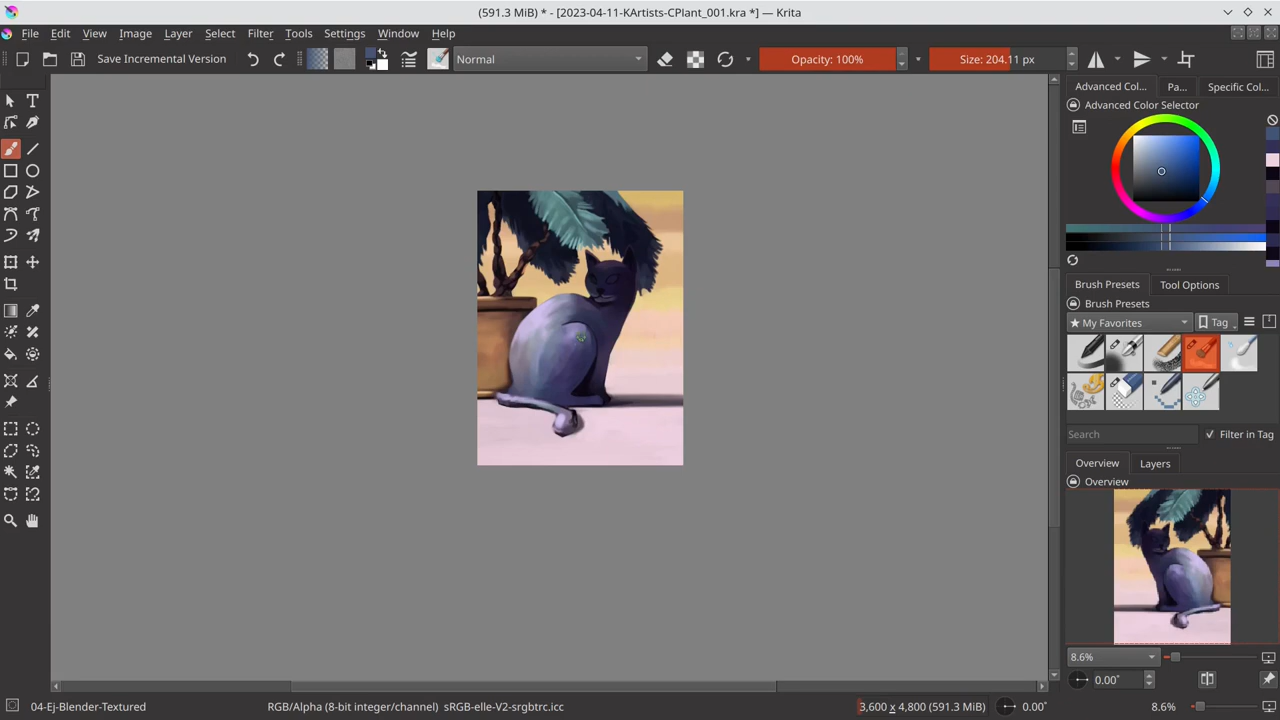 (591.3 MiB) * - [2023-04-11-KArtists-CPlant_001.kra *] — Krita
File Edit View Image Layer Select Filter Tools Settings Window Help
Save Incremental Version Normal Opacity: 100% Size: 204.11 px
Advanced Col... Pa... Specific Col...
Advanced Color Selector
Brush Presets Tool Options
Brush Presets
★ My Favorites Tag
Search Filter in Tag
Overview Layers
Overview
8.6%
0.00°
04-Ej-Blender-Textured RGB/Alpha (8-bit integer/channel) sRGB-elle-V2-srgbtrc.icc 3,600 x 4,800 (591.3 MiB) 0.00° 8.6%